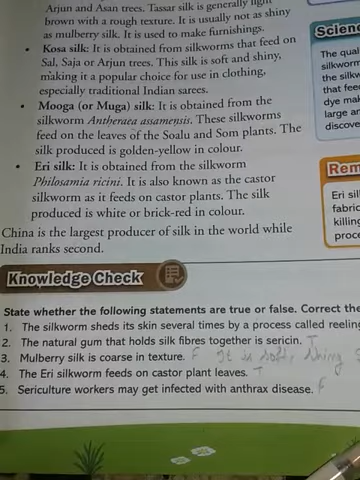 Arjun and Asan trees. Tassar silk is generally light
brown with a rough texture. It is usually not as shiny
as mulberry silk. It is used to make furnishings.
• Kosa silk: It is obtained from silkworms that feed on
Sal, Saja or Arjun trees. This silk is soft and shiny,
making it a popular choice for use in clothing,
especially traditional Indian sarees.
• Mooga (or Muga) silk: It is obtained from the
silkworm Antheraea assamensis. These silkworms
feed on the leaves of the Soalu and Som plants. The
silk produced is golden-yellow in colour.
• Eri silk: It is obtained from the silkworm
Philosamia ricini. It is also known as the castor
silkworm as it feeds on castor plants. The silk
produced is white or brick-red in colour.
China is the largest producer of silk in the world while
India ranks second.
Scienc
The qual
silkworm
the silkw
that feed
dye mak
large an
discove
Rem
Eri sil
fabric
killing
proce
Knowledge Check
State whether the following statements are true or false. Correct the
1. The silkworm sheds its skin several times by a process called reeling
2. The natural gum that holds silk fibres together is sericin. T
3. Mulberry silk is coarse in texture. F It is soft, shiny
4. The Eri silkworm feeds on castor plant leaves. T
5. Sericulture workers may get infected with anthrax disease. F